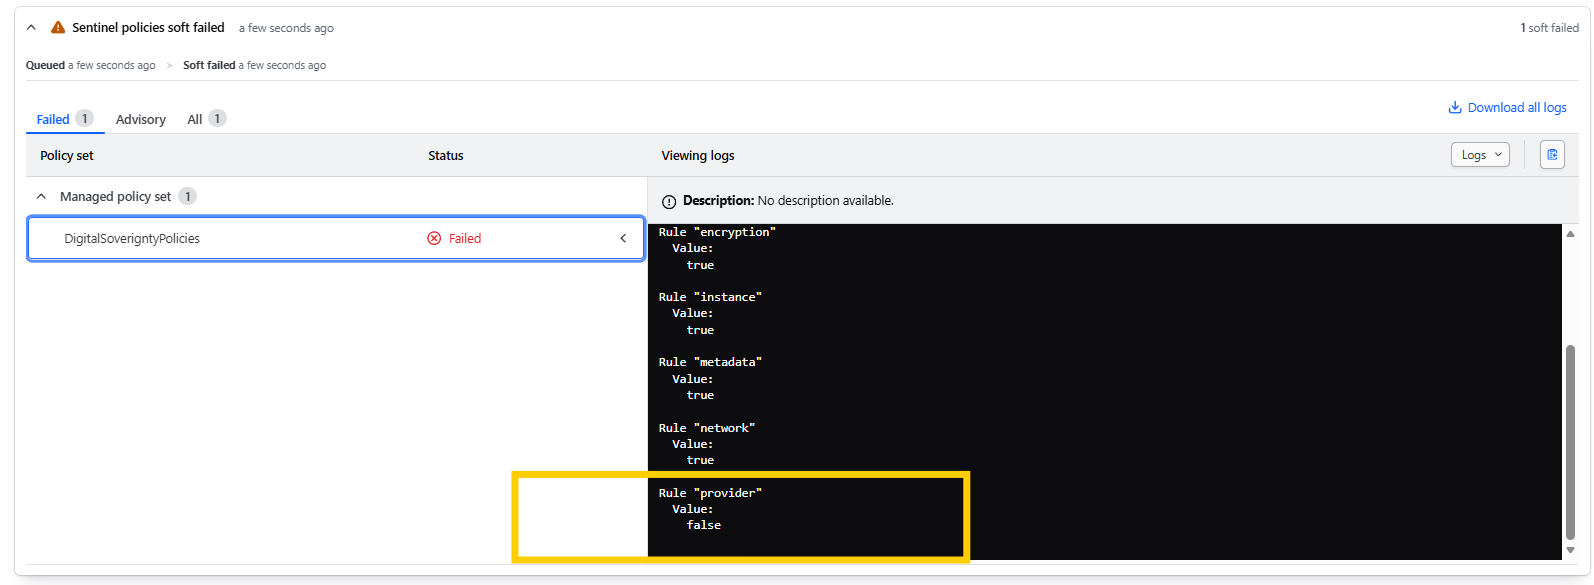 Sentinel policies soft failed a few seconds ago
1 soft failed
Queued a few seconds ago > Soft failed a few seconds ago
Download all logs
Failed 1 Advisory All 1
Policy set Status Viewing logs Logs
Managed policy set 1
Description: No description available.
DigitalSoverigntyPolicies Failed
Rule "encryption"
Value:
true
Rule "instance"
Value:
true
Rule "metadata"
Value:
true
Rule "network"
Value:
true
Rule "provider"
Value:
false